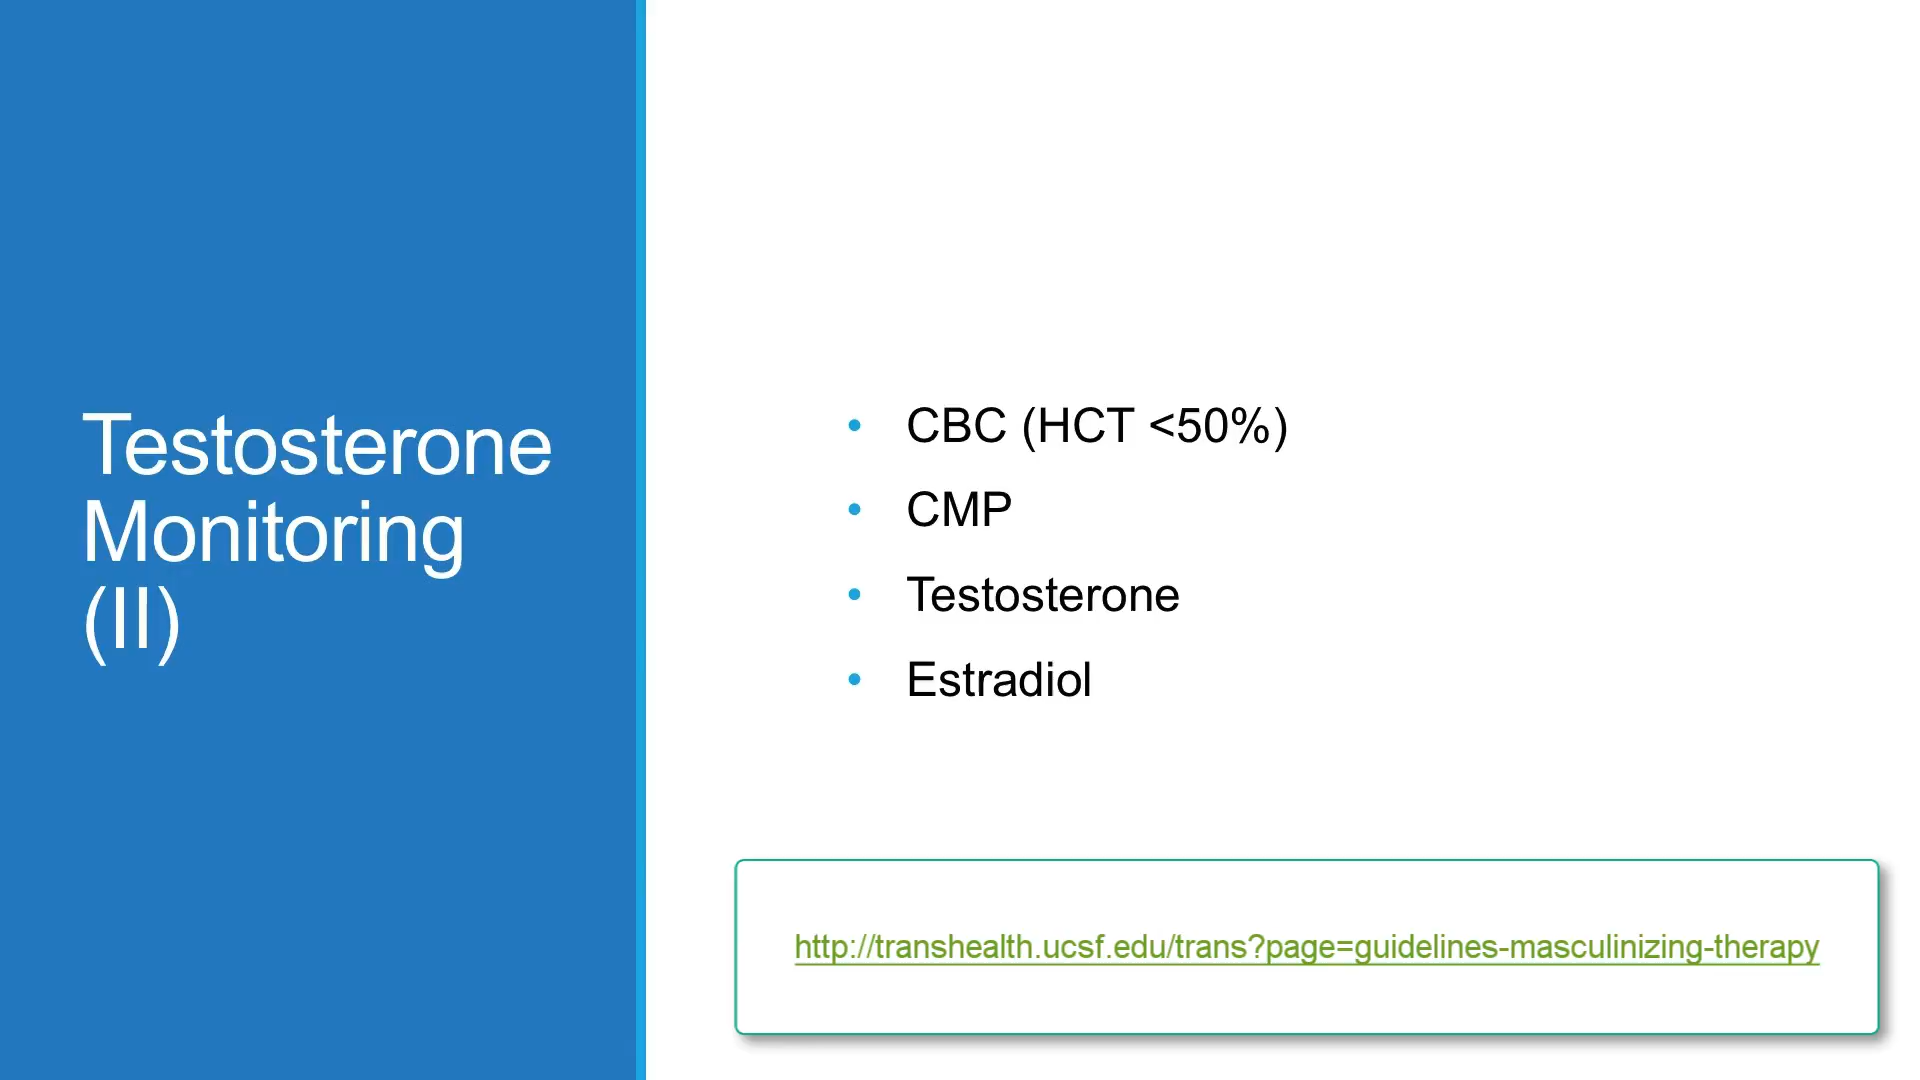 Testosterone
Monitoring
(II)
• CBC (HCT <50%)
• CMP
• Testosterone
• Estradiol
http://transhealth.ucsf.edu/trans?page=guidelines-masculinizing-therapy